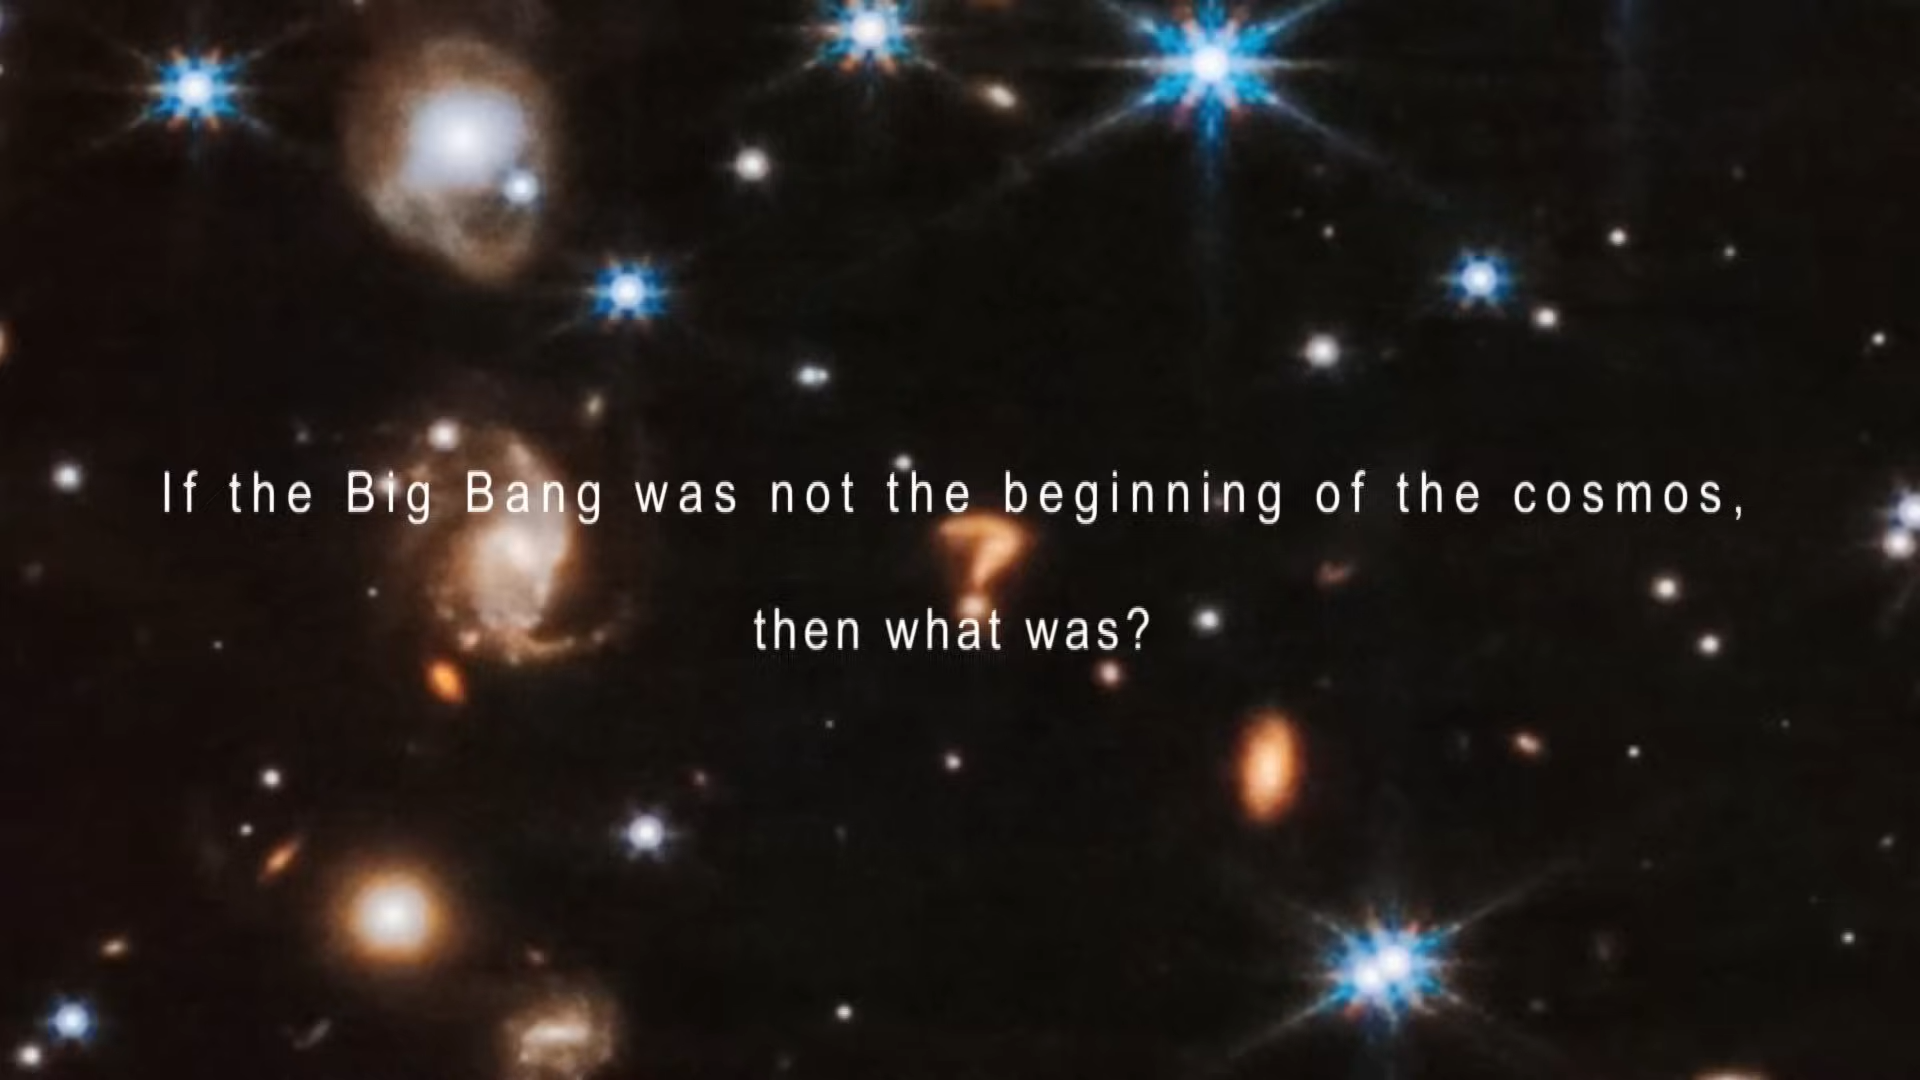 If the Big Bang was not the beginning of the cosmos,
then what was?